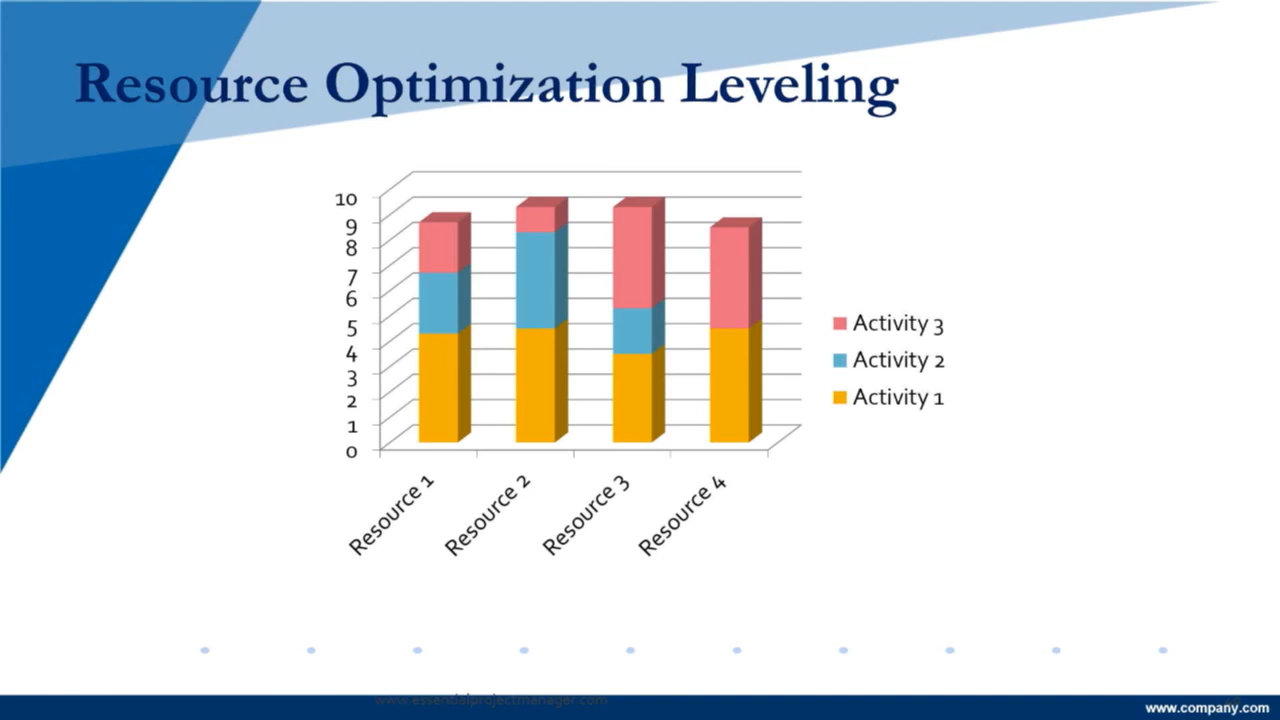 Resource Optimization Leveling
10
9
8
7
6
5
4
3
2
1
0
Resource 1
Resource 2
Resource 3
Resource 4
Activity 3
Activity 2
Activity 1
www.essentialprojectmanager.com
www.company.com